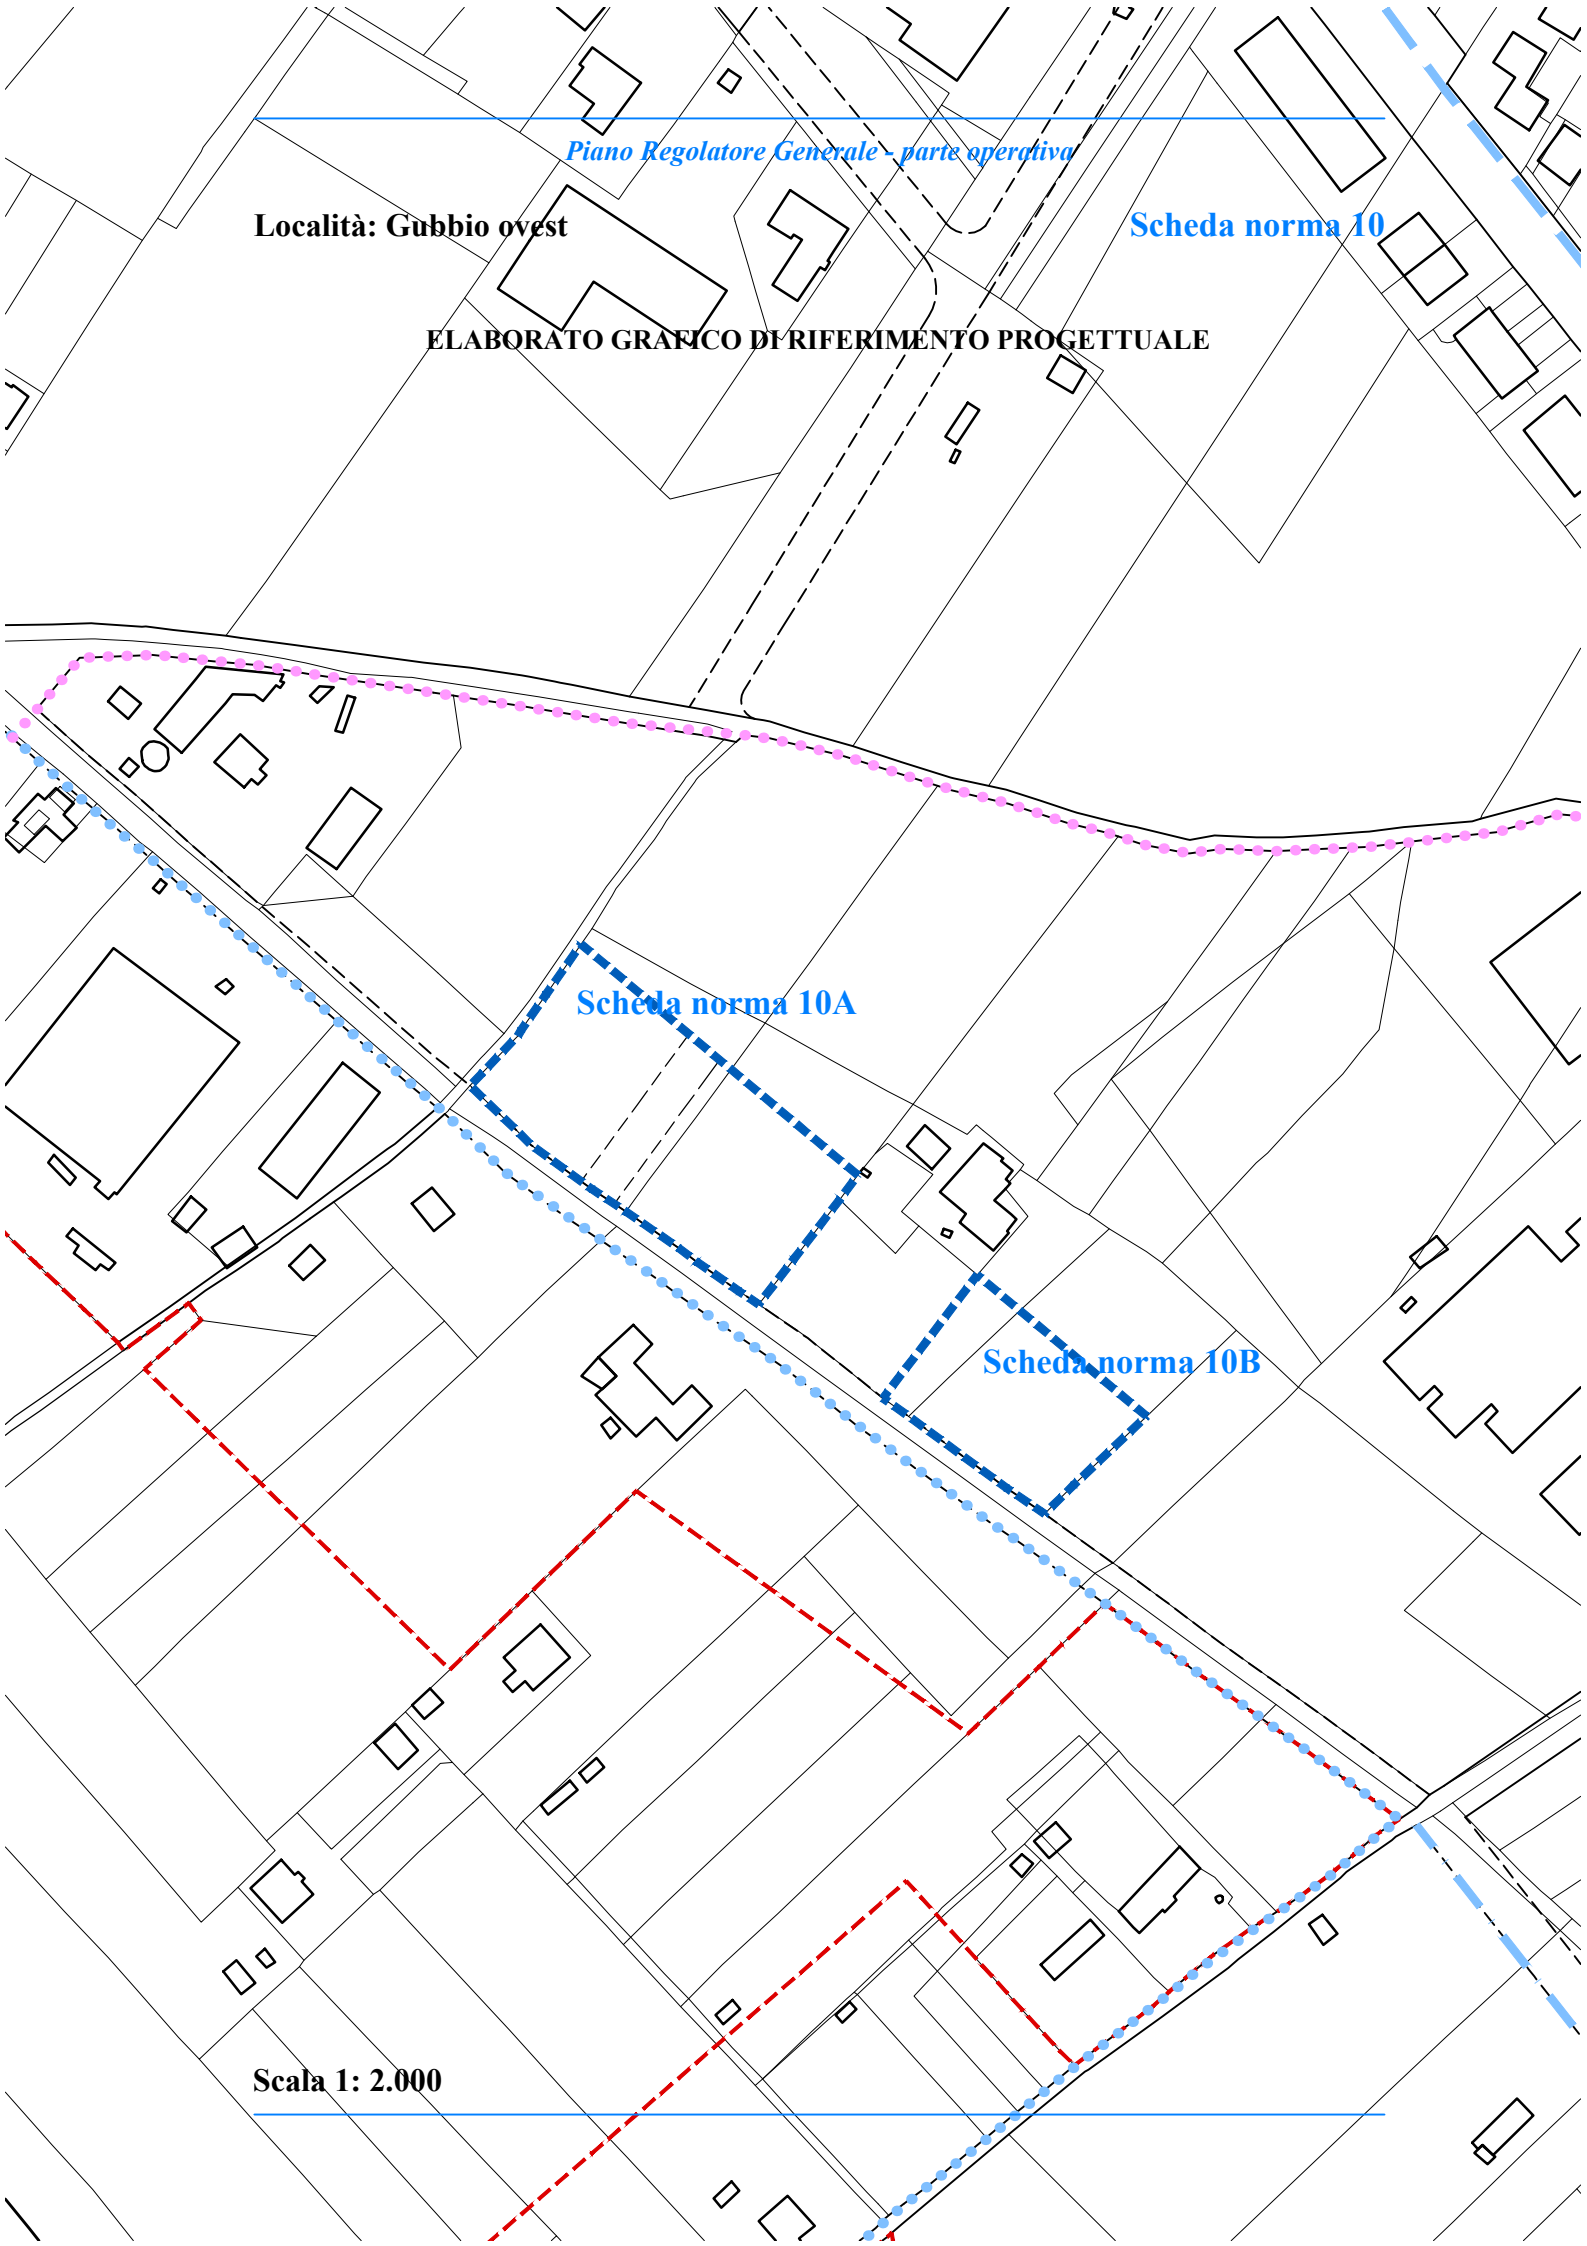 Piano Regolatore Generale - parte operativa
Località: Gubbio ovest
Scheda norma 10
ELABORATO GRAFICO DI RIFERIMENTO PROGETTUALE
Scheda norma 10A
Scheda norma 10B
Scala 1: 2.000